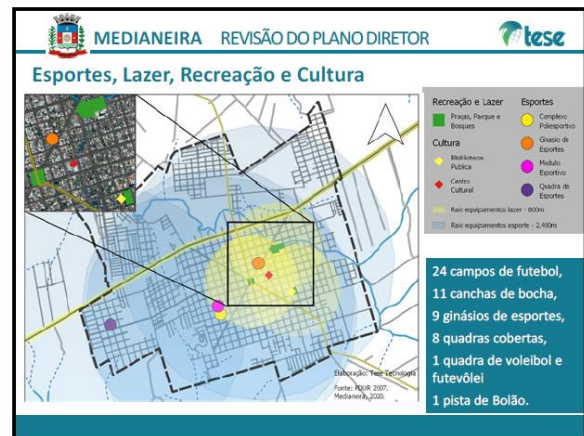 MEDIANEIRA REVISÃO DO PLANO DIRETOR
tese
Esportes, Lazer, Recreação e Cultura
Recreação e Lazer
Praças, Parque e
Bosques
Cultura
Biblioteca
Publica
Centro
Cultural
Esportes
Complexo
Poliesportivo
Ginasio de
Esportes
Modulo
Esportivo
Quadra de
Esportes
Raio equipamentos lazer - 800m
Raio equipamentos esporte - 2.400m
24 campos de futebol,
11 canchas de bocha,
9 ginásios de esportes,
8 quadras cobertas,
1 quadra de voleibol e
futevôlei
1 pista de Bolão.
Elaboração: Tese Tecnologia
Fonte: PDUR 2007,
Medianeira, 2020.